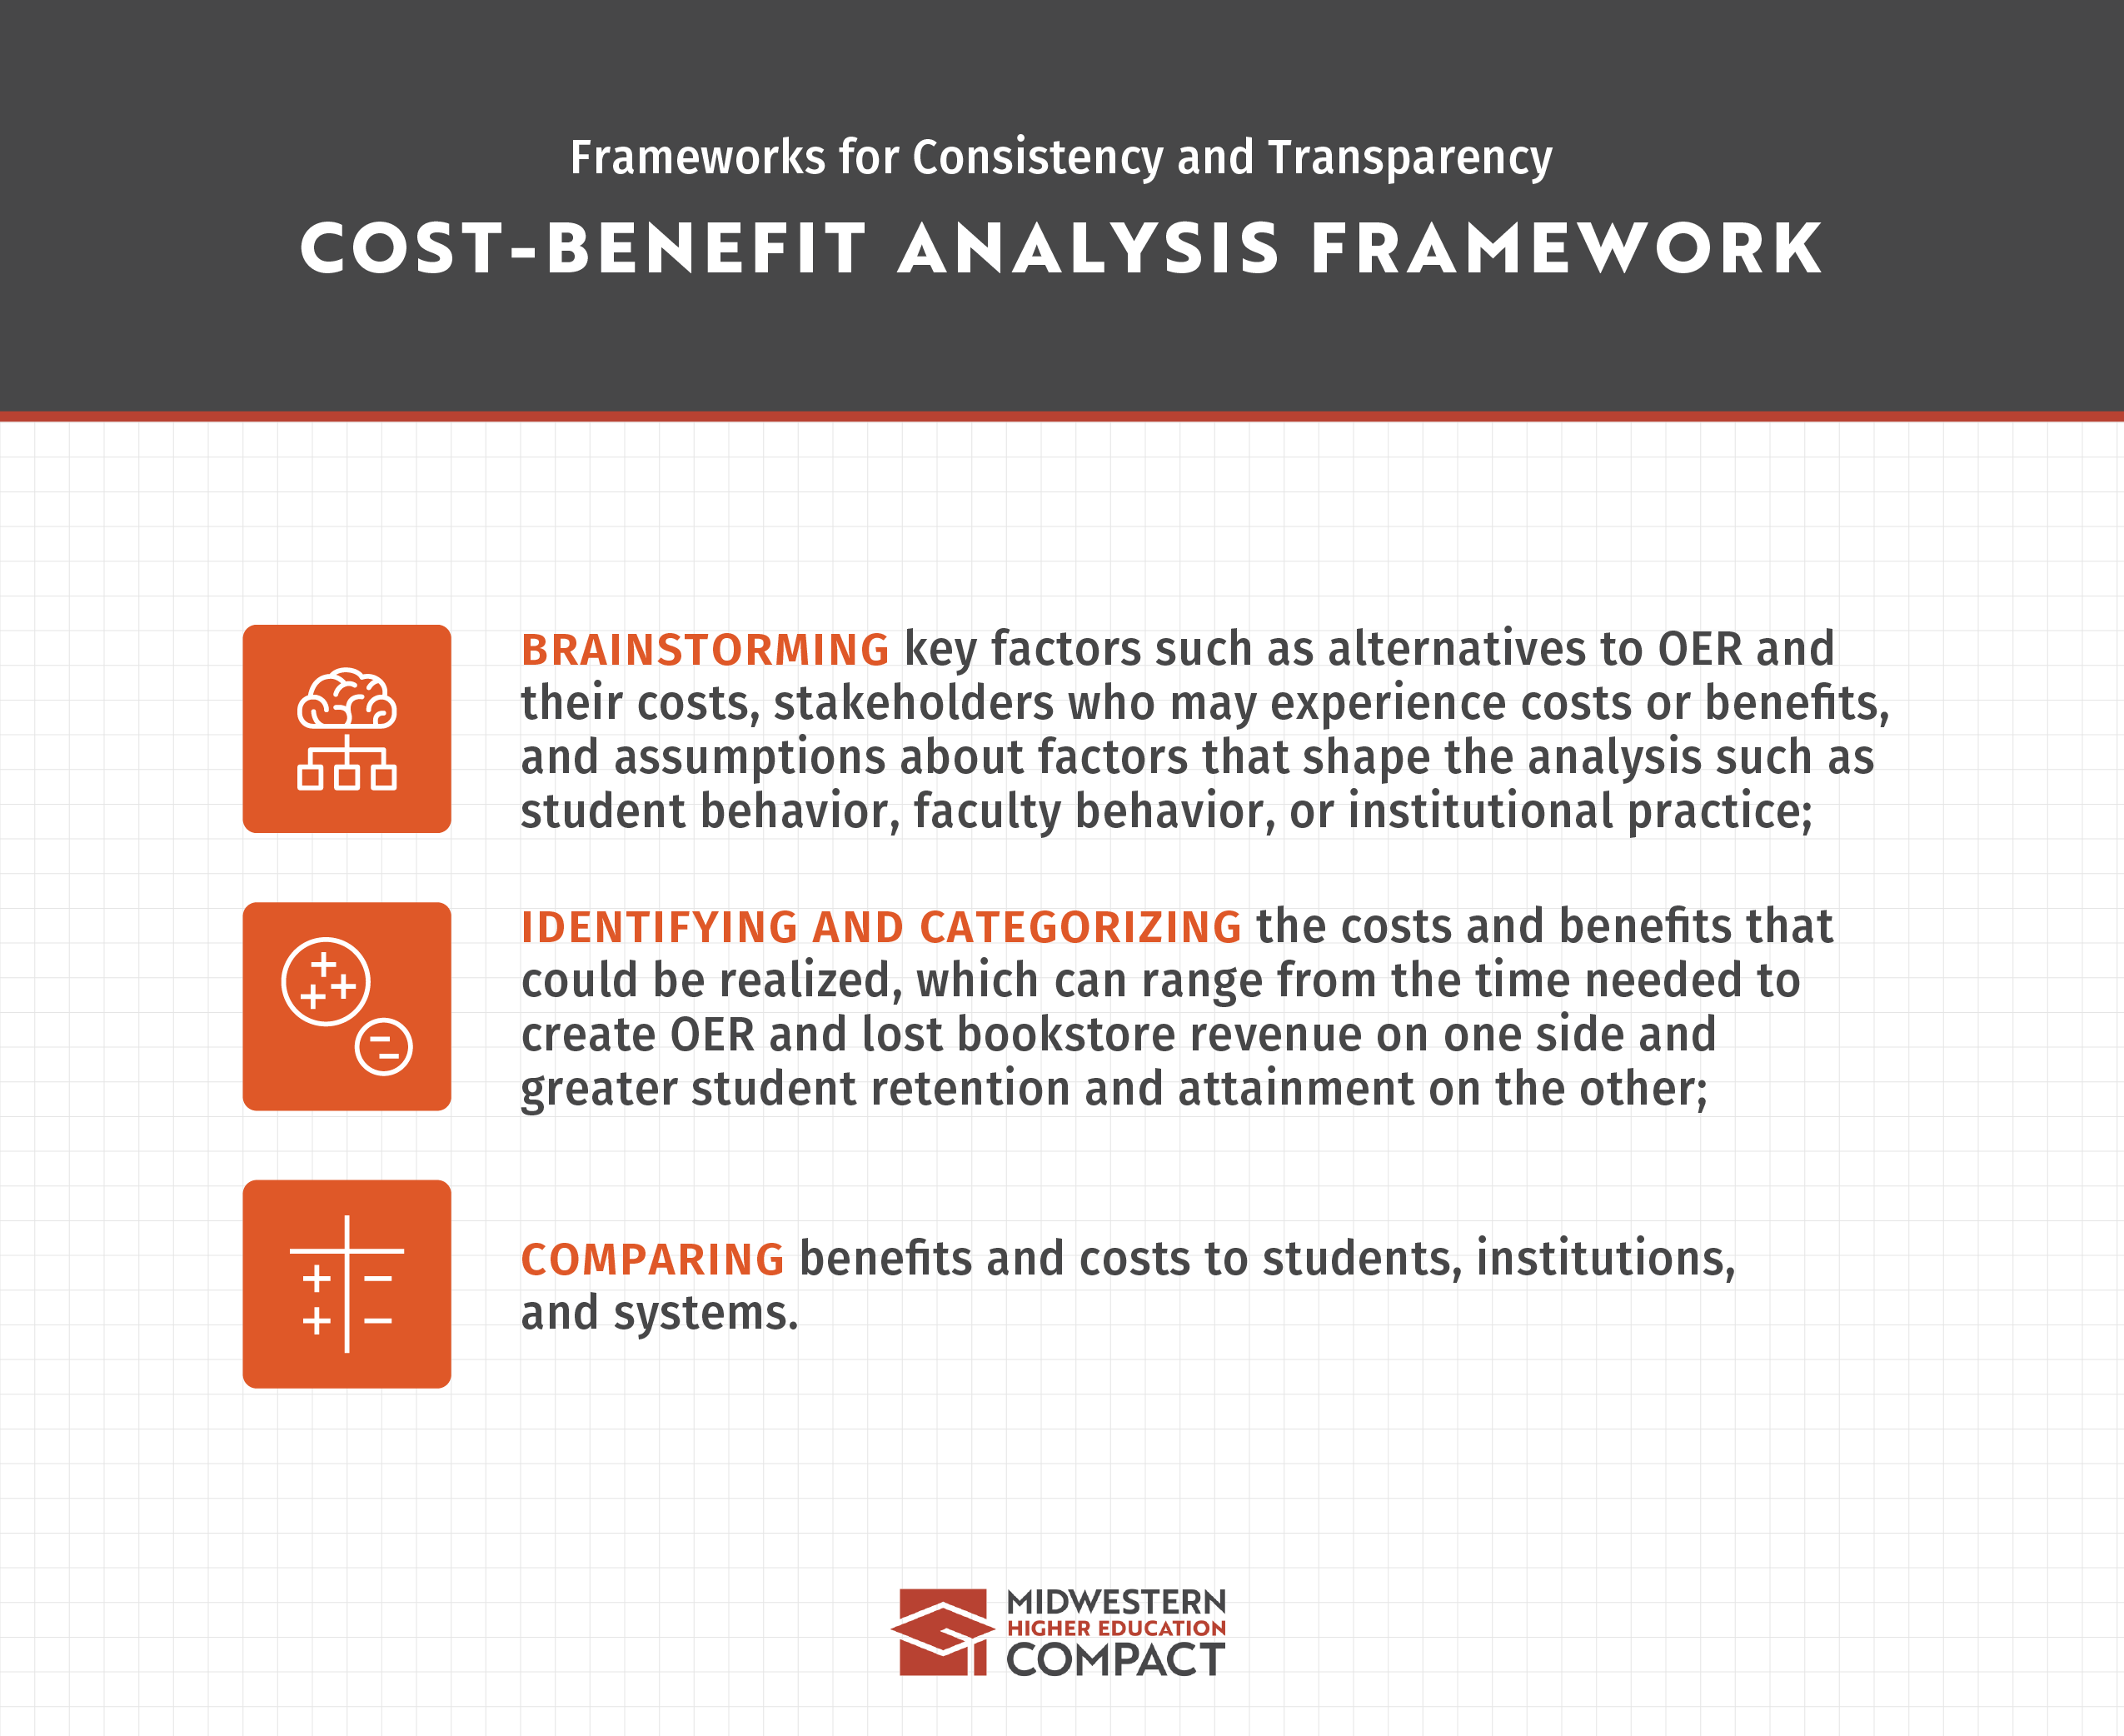 Frameworks for Consistency and Transparency
COST-BENEFIT ANALYSIS FRAMEWORK
BRAINSTORMING key factors such as alternatives to OER and
their costs, stakeholders who may experience costs or benefits,
and assumptions about factors that shape the analysis such as
student behavior, faculty behavior, or institutional practice;
IDENTIFYING AND CATEGORIZING the costs and benefits that
could be realized, which can range from the time needed to
create OER and lost bookstore revenue on one side and
greater student retention and attainment on the other;
COMPARING benefits and costs to students, institutions,
and systems.
MIDWESTERN
HIGHER EDUCATION
COMPACT